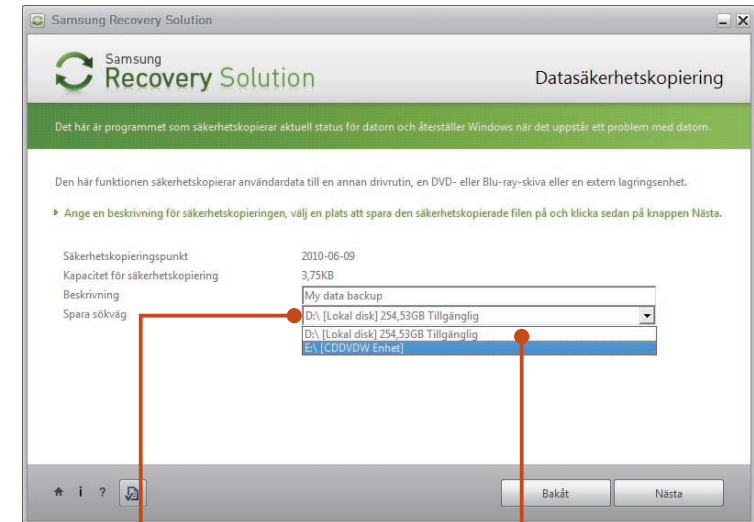 Samsung Recovery Solution
Samsung
Recovery Solution
Datasäkerhetskopiering
Det här är programmet som säkerhetskopierar aktuell status för datorn och återställer Windows när det uppstår ett problem med datorn.
Den här funktionen säkerhetskopierar användardata till en annan drivrutin, en DVD- eller Blu-ray-skiva eller en extern lagringsenhet.
Ange en beskrivning för säkerhetskopieringen, välj en plats att spara den säkerhetskopierade filen på och klicka sedan på knappen Nästa.
Säkerhetskopieringspunkt 2010-06-09
Kapacitet för säkerhetskopiering 3,75KB
Beskrivning My data backup
Spara sökväg D:\ [Lokal disk] 254,53GB Tillgänglig
D:\ [Lokal disk] 254,53GB Tillgänglig
E:\ [CDDVDW Enhet]
i ? Bakåt Nästa